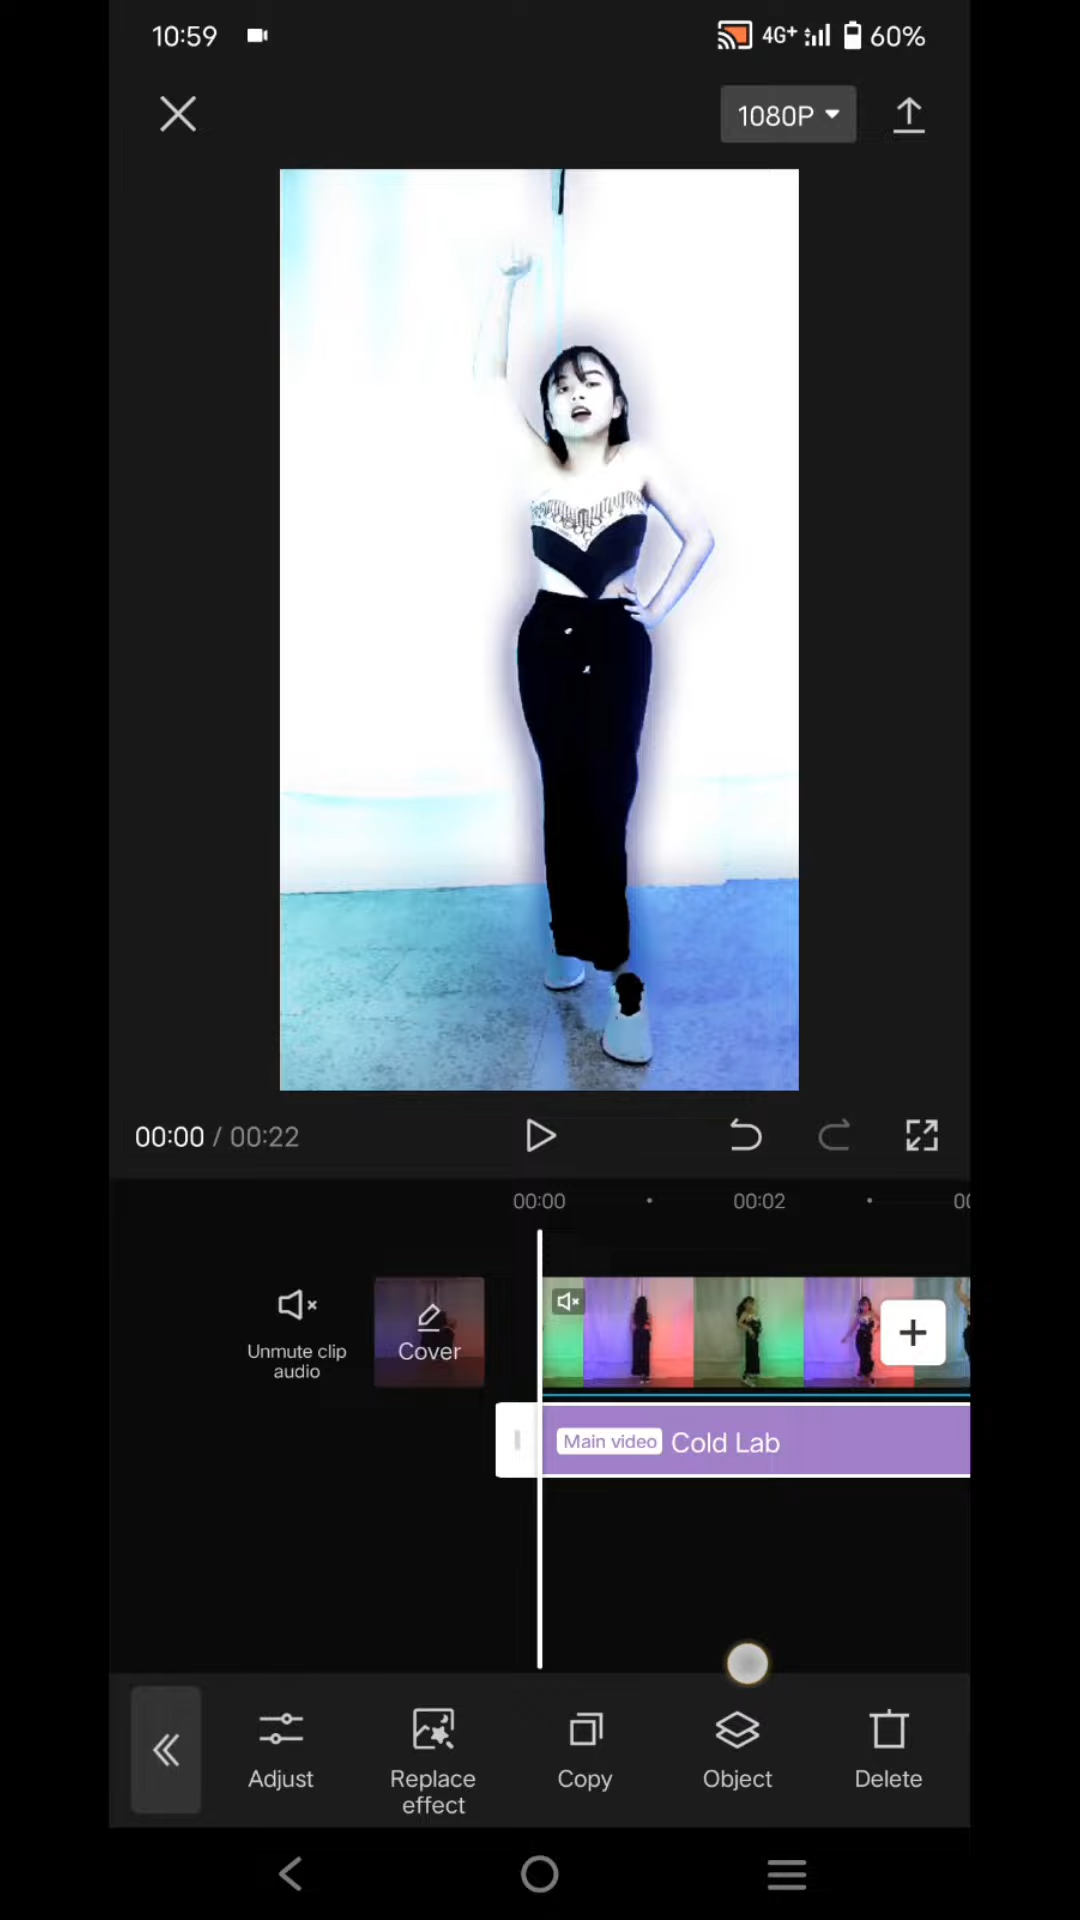 10:59 4G+ 60%
1080P
00:00 / 00:22
00:00 00:02 00
Unmute clip
audio
Cover
Main video Cold Lab
Adjust Replace
effect Copy Object Delete